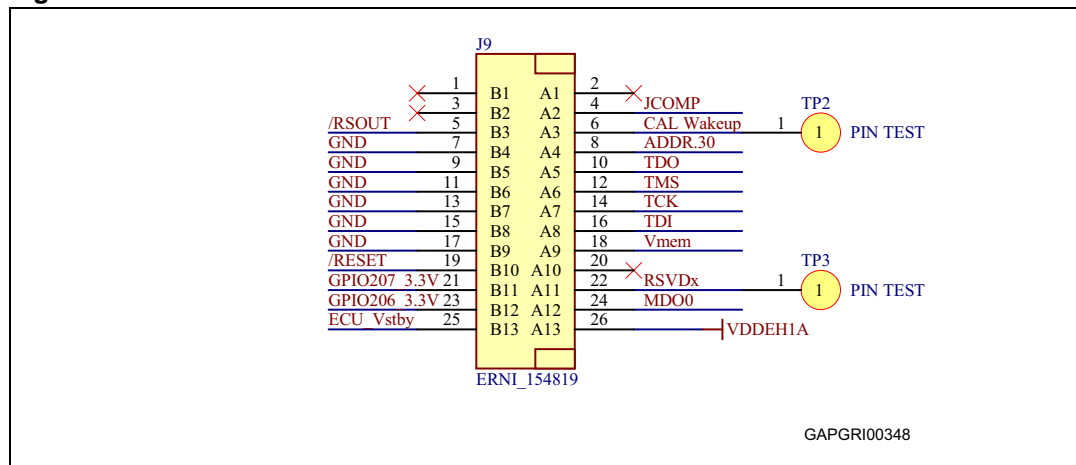 J9
1 B1 A1 2
3 B2 A2 4 JCOMP TP2
/RSOUT 5 B3 A3 6 CAL Wakeup 1 1 PIN TEST
GND 7 B4 A4 8 ADDR.30
GND 9 B5 A5 10 TDO
GND 11 B6 A6 12 TMS
GND 13 B7 A7 14 TCK
GND 15 B8 A8 16 TDI
GND 17 B9 A9 18 Vmem
/RESET 19 B10 A10 20 TP3
GPIO207 3.3V 21 B11 A11 22 RSVDx 1 1 PIN TEST
GPIO206 3.3V 23 B12 A12 24 MDO0
ECU_Vstby 25 B13 A13 26 VDDEH1A
ERNI_154819
GAPGRI00348